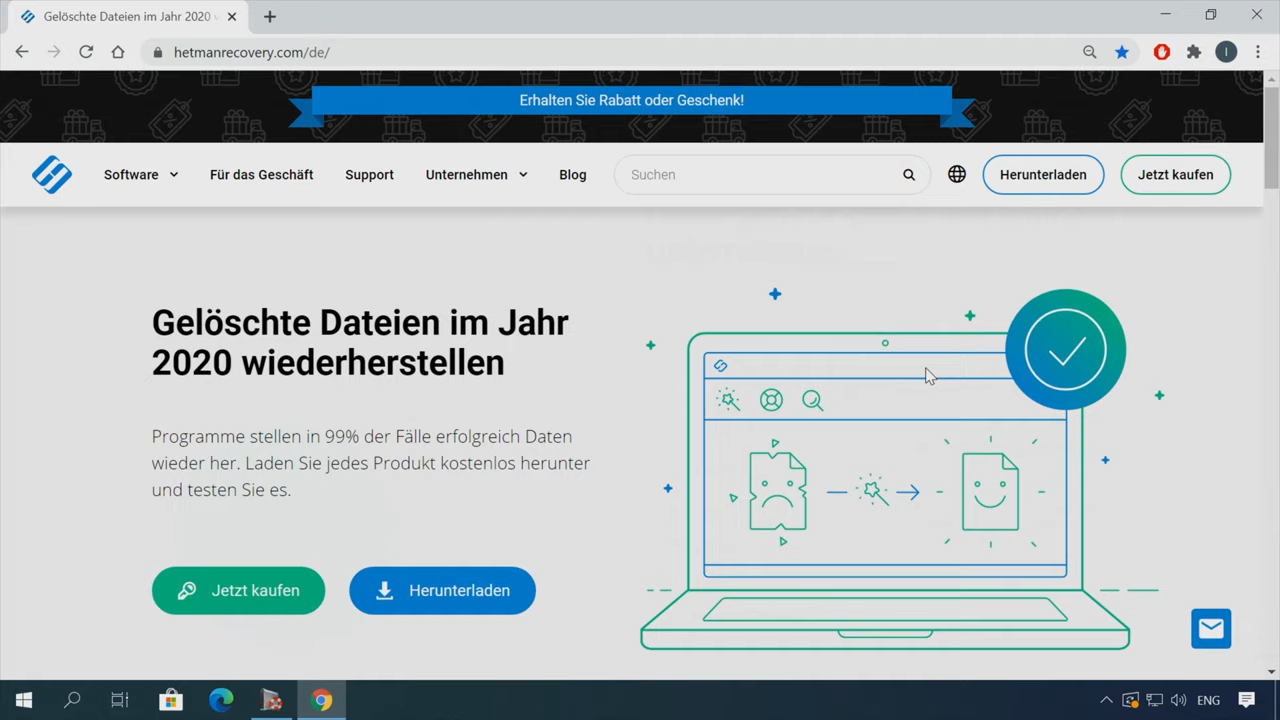 Gelöschte Dateien im Jahr 2020
hetmanrecovery.com/de/
I
Erhalten Sie Rabatt oder Geschenk!
Software Für das Geschäft Support Unternehmen Blog Suchen Herunterladen Jetzt kaufen
Gelöschte Dateien im Jahr
2020 wiederherstellen
Programme stellen in 99% der Fälle erfolgreich Daten
wieder her. Laden Sie jedes Produkt kostenlos herunter
und testen Sie es.
Jetzt kaufen Herunterladen
ENG